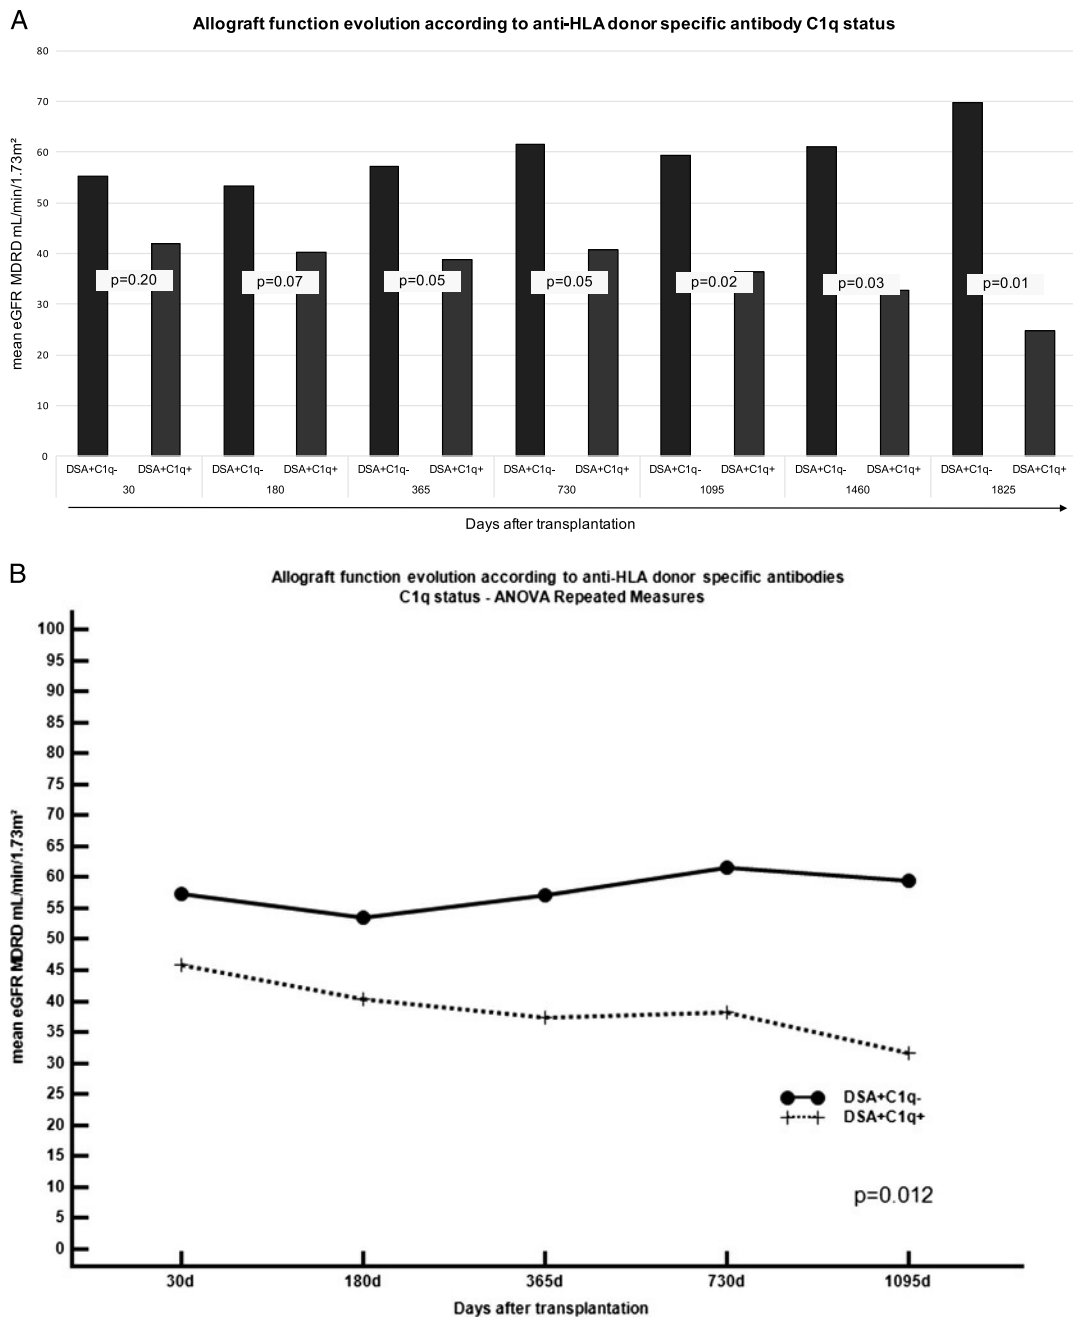 A
Allograft function evolution according to anti-HLA donor specific antibody C1q status
mean eGFR MDRD mL/min/1.73m²
80
70
60
50
40
30
20
10
0
p=0.20
p=0.07
p=0.05
p=0.05
p=0.02
p=0.03
p=0.01
DSA+C1q- DSA+C1q+ DSA+C1q- DSA+C1q+ DSA+C1q- DSA+C1q+ DSA+C1q- DSA+C1q+ DSA+C1q- DSA+C1q+ DSA+C1q- DSA+C1q+ DSA+C1q- DSA+C1q+
30 180 365 730 1095 1460 1825
Days after transplantation
B
Allograft function evolution according to anti-HLA donor specific antibodies
C1q status - ANOVA Repeated Measures
mean eGFR MDRD mL/min/1.73m²
100
95
90
85
80
75
70
65
60
55
50
45
40
35
30
25
20
15
10
5
0
DSA+C1q-
DSA+C1q+
p=0.012
30d 180d 365d 730d 1095d
Days after transplantation